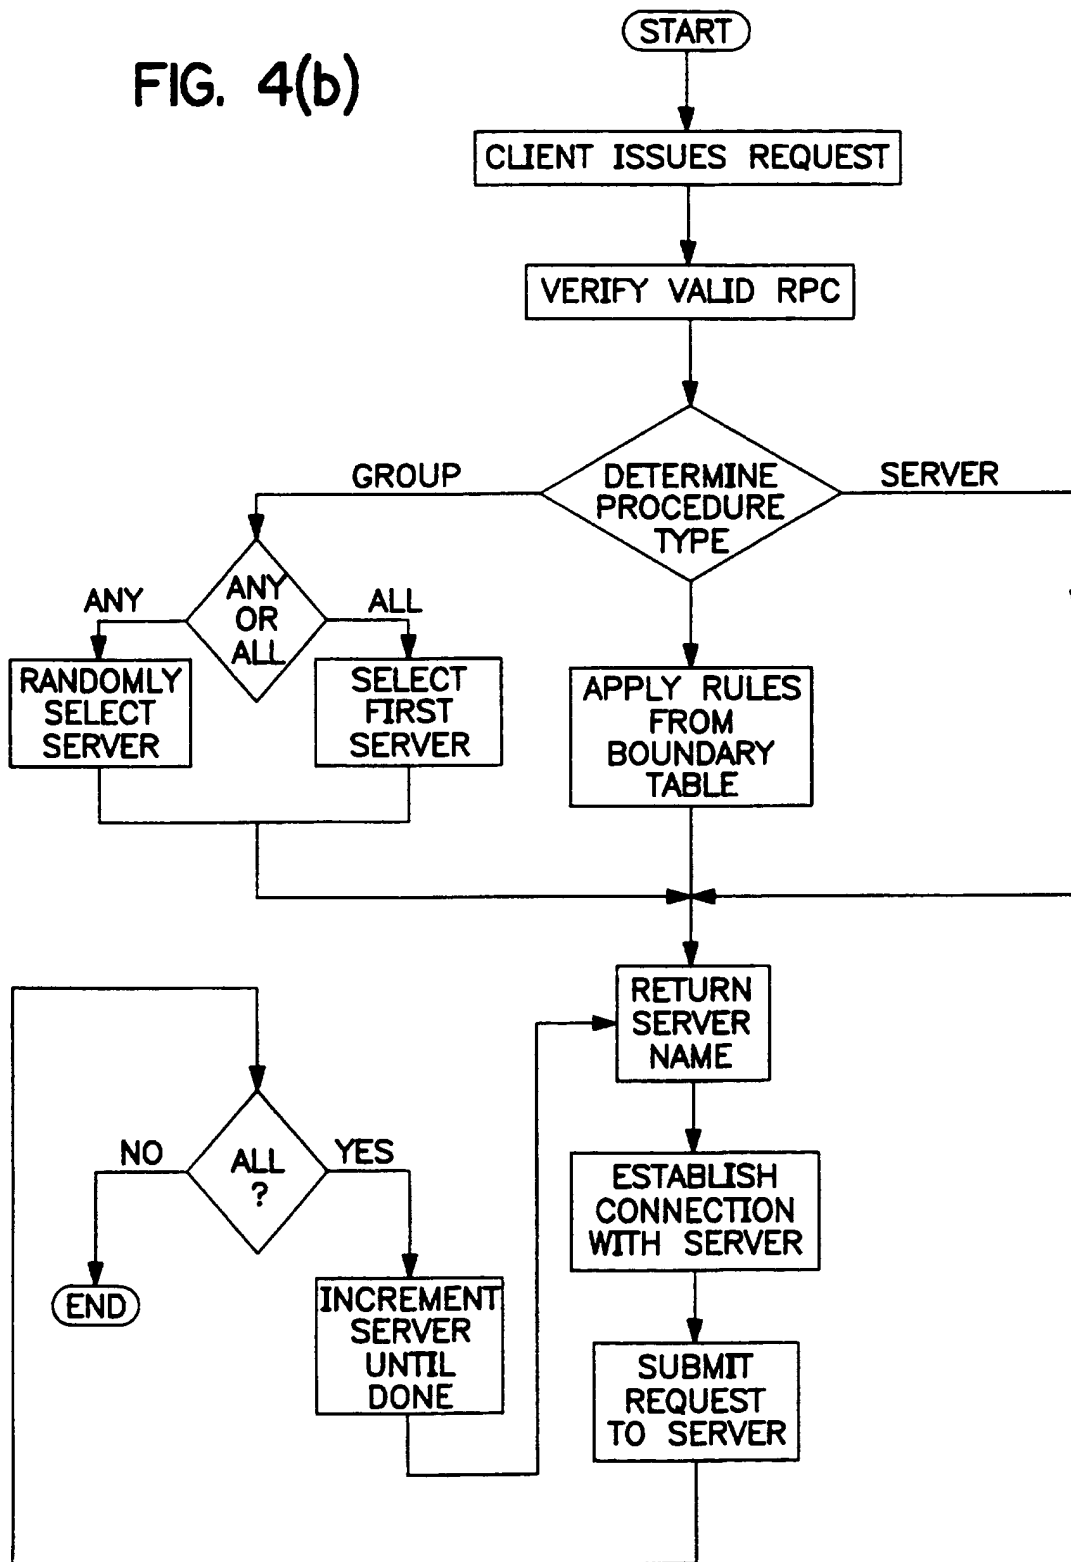 START
FIG. 4(b)
CLIENT ISSUES REQUEST
VERIFY VALID RPC
GROUP
DETERMINE
PROCEDURE
TYPE
SERVER
ANY
ANY
OR
ALL
ALL
RANDOMLY
SELECT
SERVER
SELECT
FIRST
SERVER
APPLY RULES
FROM
BOUNDARY
TABLE
RETURN
SERVER
NAME
NO
ALL
?
YES
ESTABLISH
CONNECTION
WITH SERVER
END
INCREMENT
SERVER
UNTIL
DONE
SUBMIT
REQUEST
TO SERVER